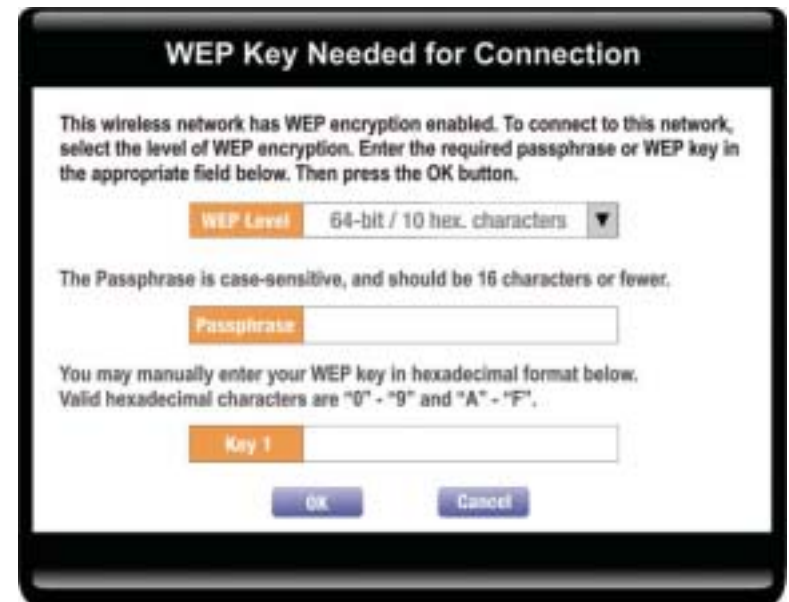 WEP Key Needed for Connection
This wireless network has WEP encryption enabled. To connect to this network,
select the level of WEP encryption. Enter the required passphrase or WEP key in
the appropriate field below. Then press the OK button.
WEP Level 64-bit / 10 hex. characters
The Passphrase is case-sensitive, and should be 16 characters or fewer.
Passphrase
You may manually enter your WEP key in hexadecimal format below.
Valid hexadecimal characters are “0” - “9” and “A” - “F”.
Key 1
OK Cancel